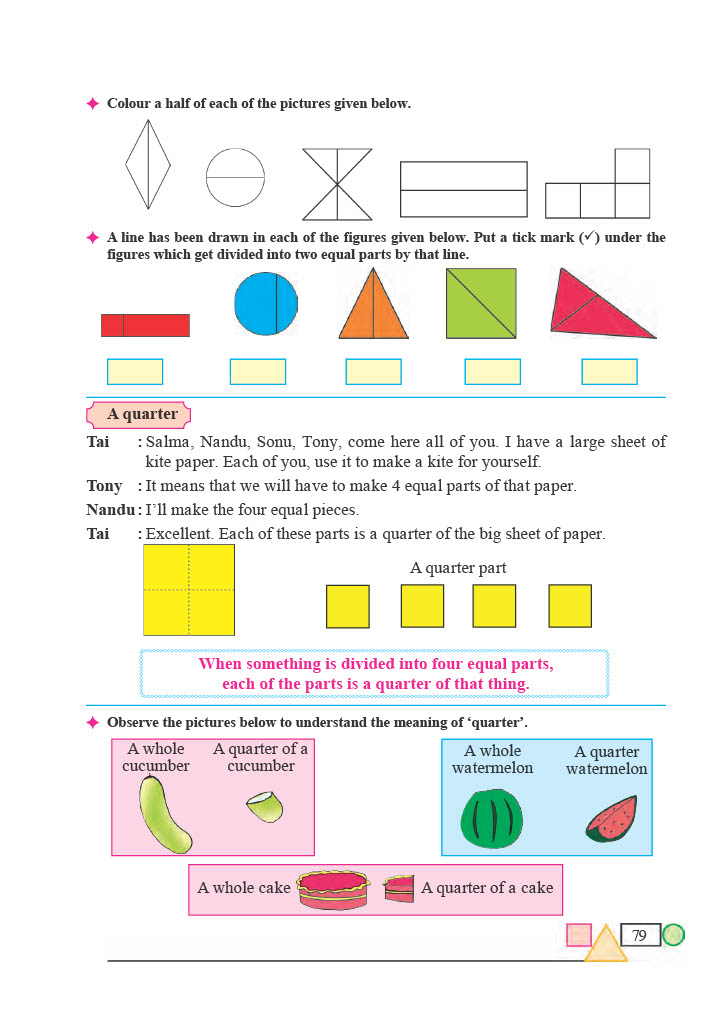 Colour a half of each of the pictures given below.
A line has been drawn in each of the figures given below. Put a tick mark (✓) under the
figures which get divided into two equal parts by that line.
A quarter
Tai : Salma, Nandu, Sonu, Tony, come here all of you. I have a large sheet of
kite paper. Each of you, use it to make a kite for yourself.
Tony : It means that we will have to make 4 equal parts of that paper.
Nandu : I’ll make the four equal pieces.
Tai : Excellent. Each of these parts is a quarter of the big sheet of paper.
A quarter part
When something is divided into four equal parts,
each of the parts is a quarter of that thing.
Observe the pictures below to understand the meaning of ‘quarter’.
A whole
cucumber
A quarter of a
cucumber
A whole
watermelon
A quarter
watermelon
A whole cake
A quarter of a cake
79